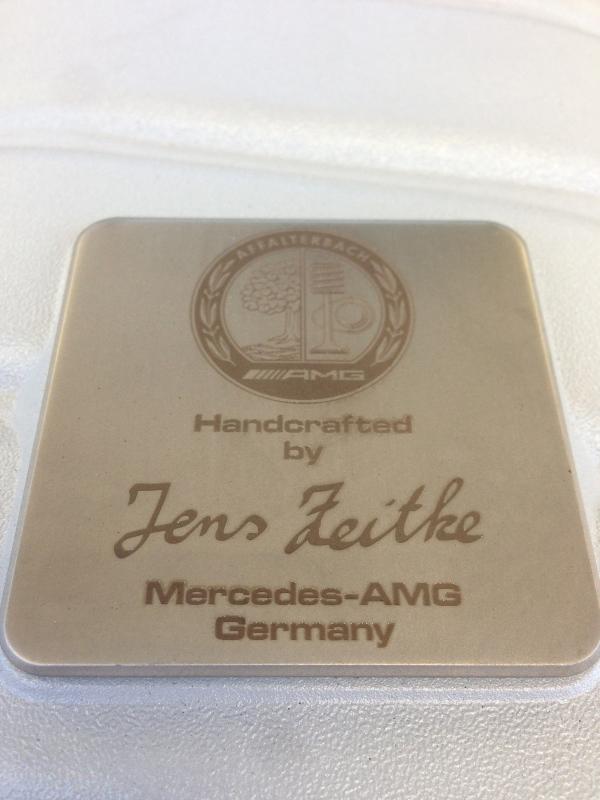 AFFALTERBACH
AMG
Handcrafted
by
Jens Zeitke
Mercedes-AMG
Germany